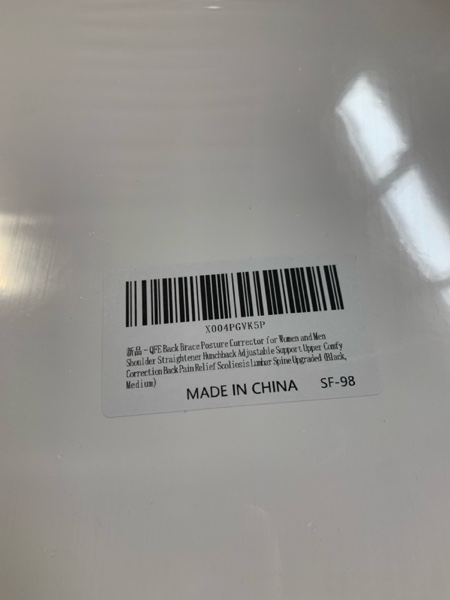 X004PGVK5P
新品 - QFE Back Brace Posture Corrector for Women and Men
Shoulder Straightener Hunchback Adjustable Support Upper Comfy
Correction Back Pain Relief Scoliosis Lumbar Spine Upgraded (Black,
Medium)
MADE IN CHINA SF-98